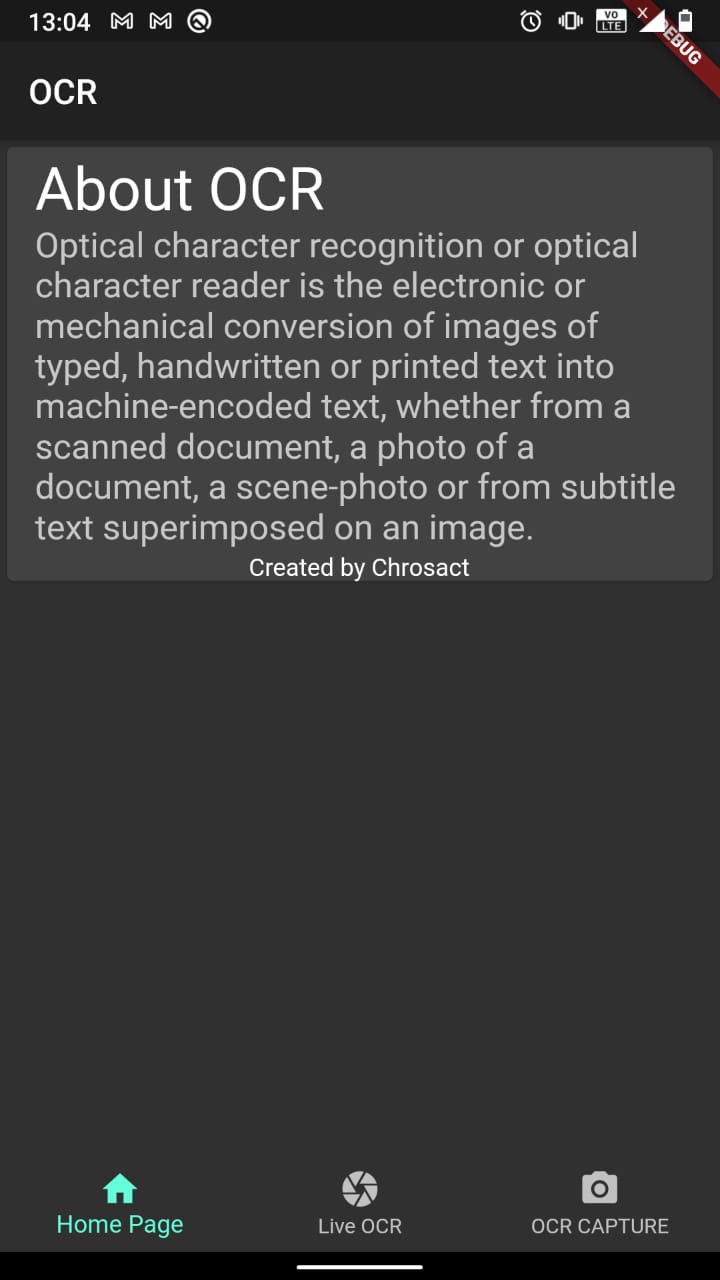 13:04
VO
LTE
DEBUG
OCR
About OCR
Optical character recognition or optical
character reader is the electronic or
mechanical conversion of images of
typed, handwritten or printed text into
machine-encoded text, whether from a
scanned document, a photo of a
document, a scene-photo or from subtitle
text superimposed on an image.
Created by Chrosact
Home Page
Live OCR
OCR CAPTURE